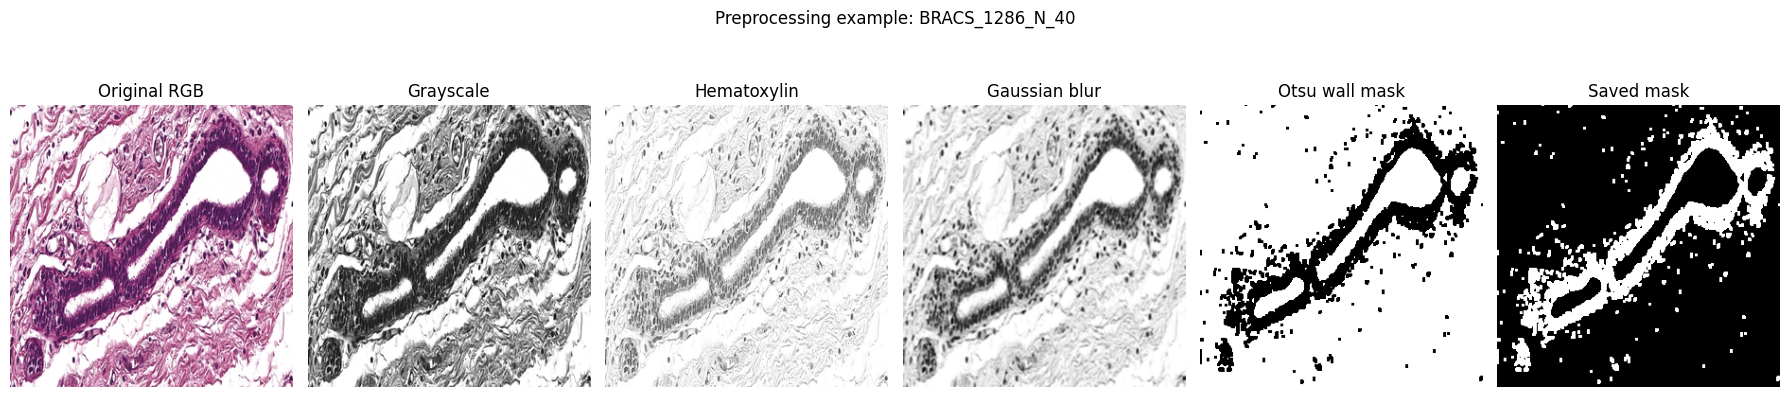 Preprocessing example: BRACS_1286_N_40
Original RGB
Grayscale
Hematoxylin
Gaussian blur
Otsu wall mask
Saved mask